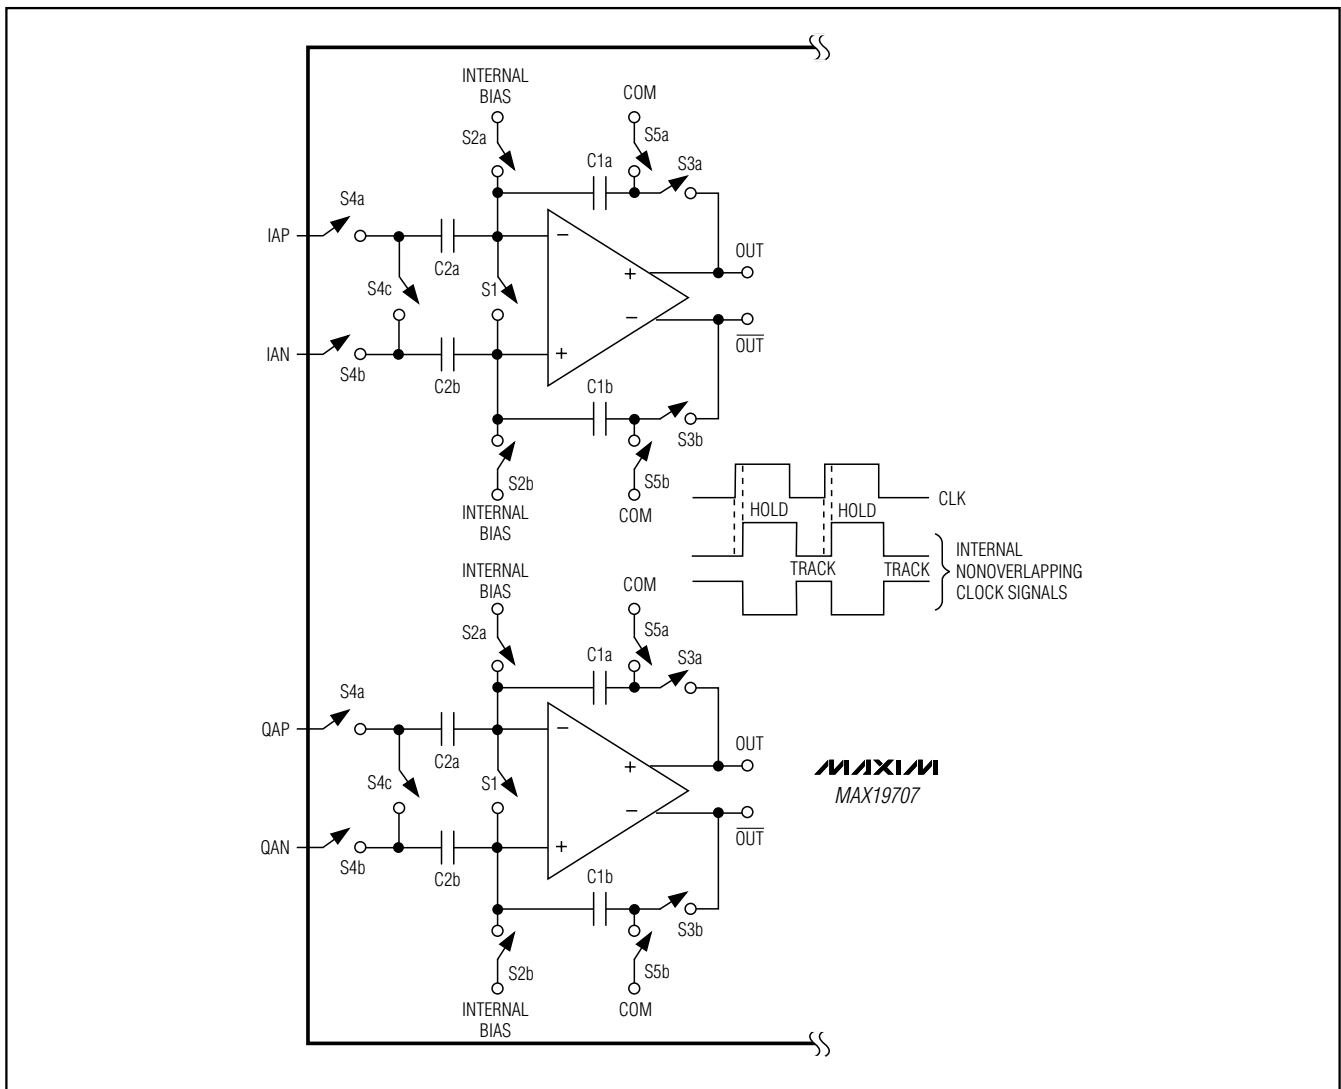 INTERNAL
BIAS
COM
S2a
S5a
C1a
S3a
S4a
IAP
−
OUT
C2a
+
S4c
S1
−
OUT
IAN
+
S4b
C2b
C1b
S3b
S2b
S5b
INTERNAL
BIAS
COM
CLK
HOLD
HOLD
TRACK
TRACK
INTERNAL
NONOVERLAPPING
CLOCK SIGNALS
INTERNAL
BIAS
COM
S2a
S5a
C1a
S3a
S4a
QAP
−
OUT
C2a
+
S4c
S1
−
OUT
QAN
+
S4b
C2b
C1b
S3b
S2b
S5b
INTERNAL
BIAS
COM
MAXIM
MAX19707